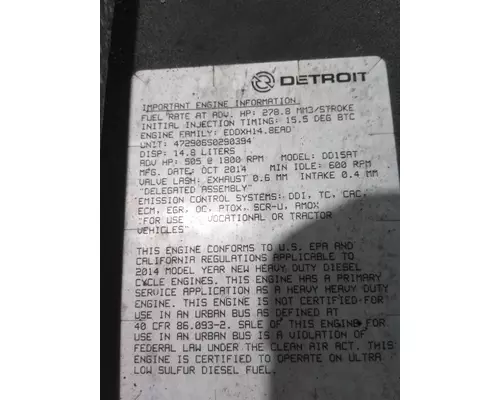 DETROIT
IMPORTANT ENGINE INFORMATION
FUEL RATE AT ADV. HP: 278.8 MM3/STROKE
INITIAL INJECTION TIMING: 15.5 DEG BTC
ENGINE FAMILY: EDDXH14.8EAD
UNIT: 472906S0290394
DISP: 14.8 LITERS
ADV HP: 505 @ 1800 RPM MODEL: DD15AT
MFG. DATE: OCT 2014 MIN IDLE: 600 RPM
VALVE LASH: EXHAUST 0.6 MM INTAKE 0.4 MM
"DELEGATED ASSEMBLY"
EMISSION CONTROL SYSTEMS: DDI, TC, CAC,
ECM, EGR, OC, PTOX, SCR-U, AMOX
"FOR USE VOCATIONAL OR TRACTOR
VEHICLES"
THIS ENGINE CONFORMS TO U.S. EPA AND
CALIFORNIA REGULATIONS APPLICABLE TO
2014 MODEL YEAR NEW HEAVY DUTY DIESEL
CYCLE ENGINES. THIS ENGINE HAS A PRIMARY
SERVICE APPLICATION AS A HEAVY HEAVY DUTY
ENGINE. THIS ENGINE IS NOT CERTIFIED FOR
USE IN AN URBAN BUS AS DEFINED AT
40 CFR 86.093-2. SALE OF THIS ENGINE FOR
USE IN AN URBAN BUS IS A VIOLATION OF
FEDERAL LAW UNDER THE CLEAN AIR ACT. THIS
ENGINE IS CERTIFIED TO OPERATE ON ULTRA
LOW SULFUR DIESEL FUEL.